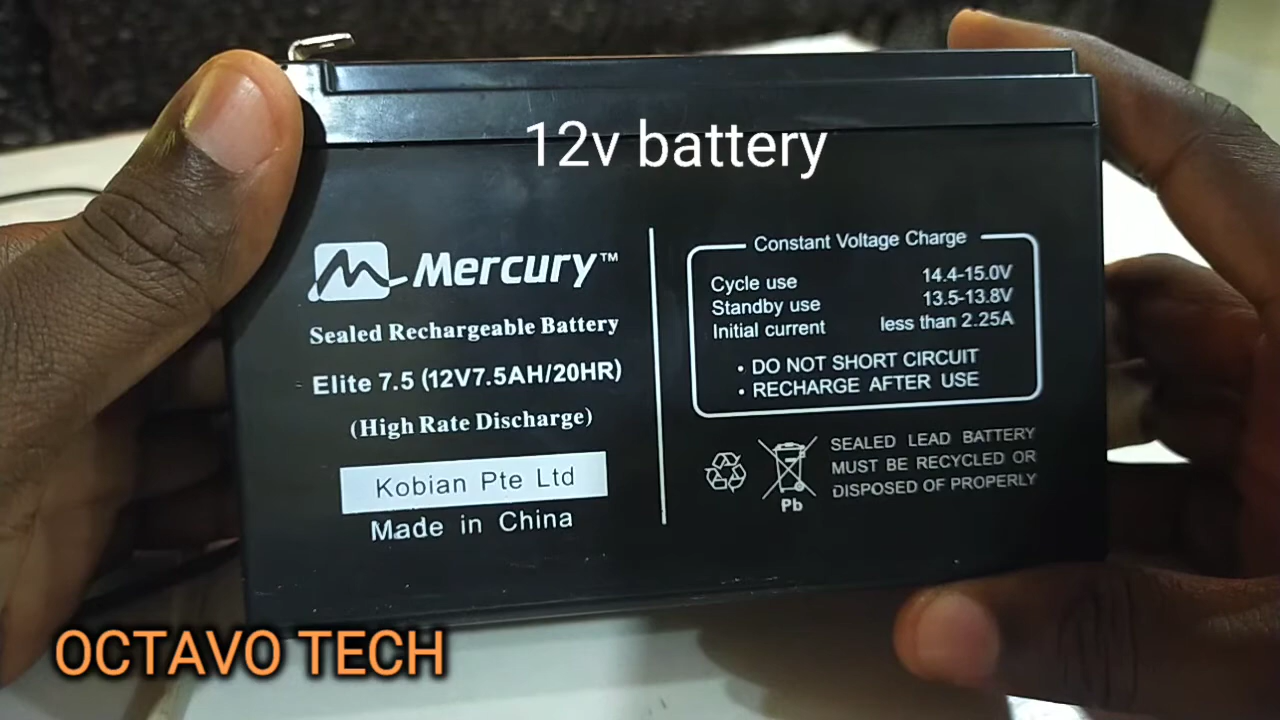 12v battery
Mercury™
Sealed Rechargeable Battery
Elite 7.5 (12V7.5AH/20HR)
(High Rate Discharge)
Kobian Pte Ltd
Made in China
Constant Voltage Charge
Cycle use 14.4-15.0V
Standby use 13.5-13.8V
Initial current less than 2.25A
• DO NOT SHORT CIRCUIT
• RECHARGE AFTER USE
Pb
SEALED LEAD BATTERY
MUST BE RECYCLED OR
DISPOSED OF PROPERLY
OCTAVO TECH